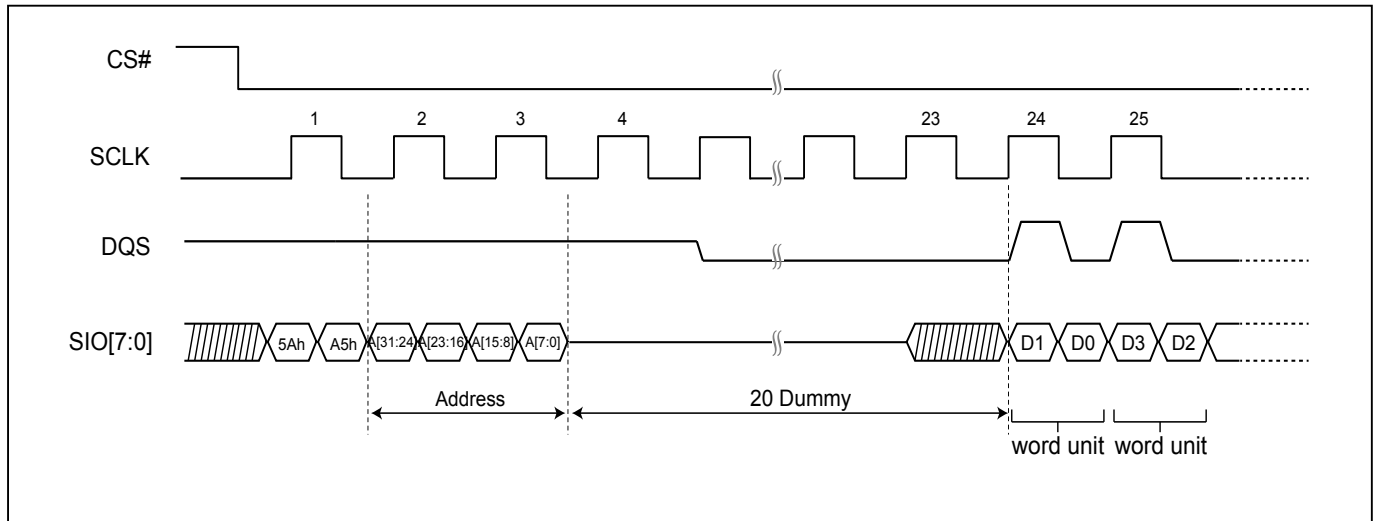 CS#
1 2 3 4 23 24 25
SCLK
DQS
SIO[7:0] 5Ah A5h A[31:24] A[23:16] A[15:8] A[7:0] D1 D0 D3 D2
Address 20 Dummy
word unit word unit